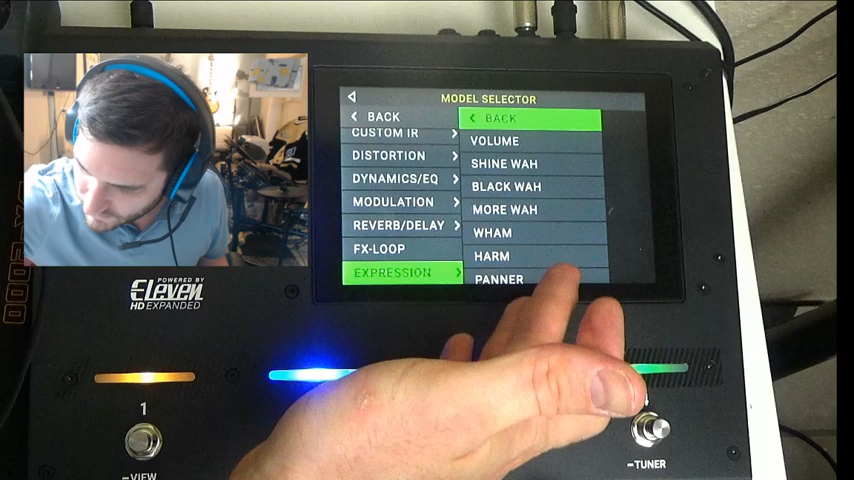 MODEL SELECTOR
BACK
CUSTOM IR
DISTORTION
DYNAMICS/EQ
MODULATION
REVERB/DELAY
FX-LOOP
EXPRESSION
BACK
VOLUME
SHINE WAH
BLACK WAH
MORE WAH
WHAM
HARM
PANNER
POWERED BY
ELEVEN
HD EXPANDED
1
-VIEW
-TUNER